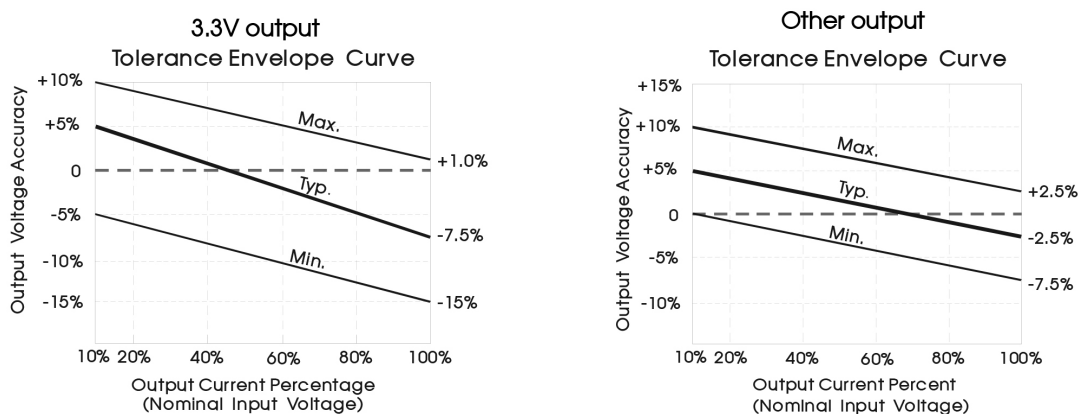 3.3V output
Tolerance Envelope Curve
Output Voltage Accuracy
+10%
+5%
0
-5%
-10%
-15%
Max.
Typ.
Min.
+1.0%
-7.5%
-15%
10% 20% 40% 60% 80% 100%
Output Current Percentage
(Nominal Input Voltage)
Other output
Tolerance Envelope Curve
Output Voltage Accuracy
+15%
+10%
+5%
0
-5%
-10%
Max.
Typ.
Min.
+2.5%
-2.5%
-7.5%
10% 20% 40% 60% 80% 100%
Output Current Percent
(Nominal Input Voltage)